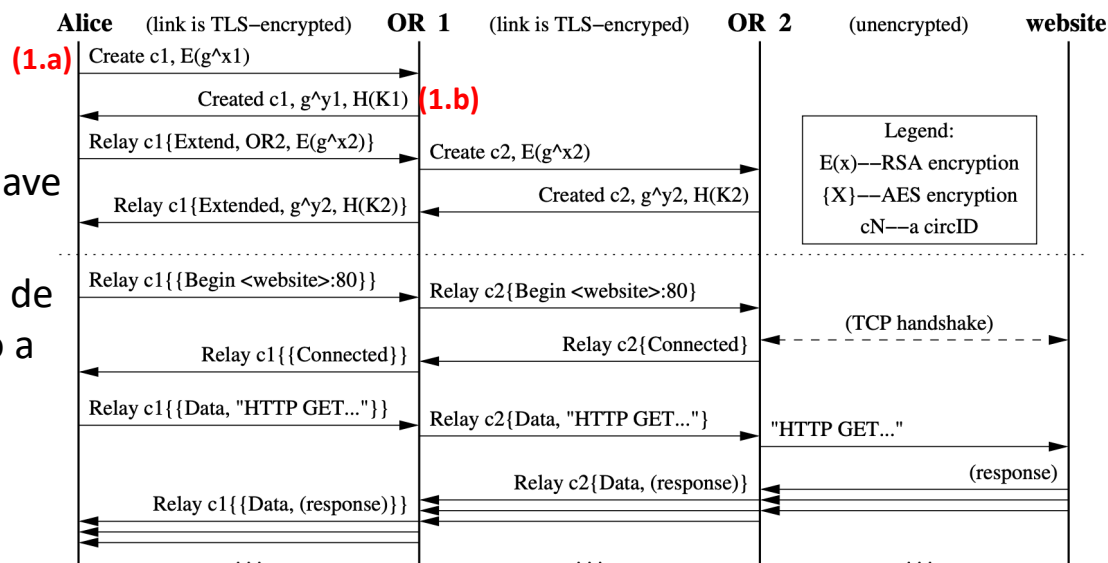 Alice (link is TLS−encrypted) OR 1 (link is TLS−encryped) OR 2 (unencrypted) website
(1.a) Create c1, E(g^x1)
Created c1, g^y1, H(K1) (1.b)
Relay c1{Extend, OR2, E(g^x2)}
Create c2, E(g^x2)
ave
Created c2, g^y2, H(K2)
Relay c1{Extended, g^y2, H(K2)}
Legend:
E(x)−−RSA encryption
{X}−−AES encryption
cN−−a circID
de
Relay c1{{Begin <website>:80}}
Relay c2{Begin <website>:80}
(TCP handshake)
o a
Relay c2{Connected}
Relay c1{{Connected}}
Relay c1{{Data, "HTTP GET..."}}
Relay c2{Data, "HTTP GET..."}
"HTTP GET..."
(response)
Relay c2{Data, (response)}
Relay c1{{Data, (response)}}
. . . . . . . . .